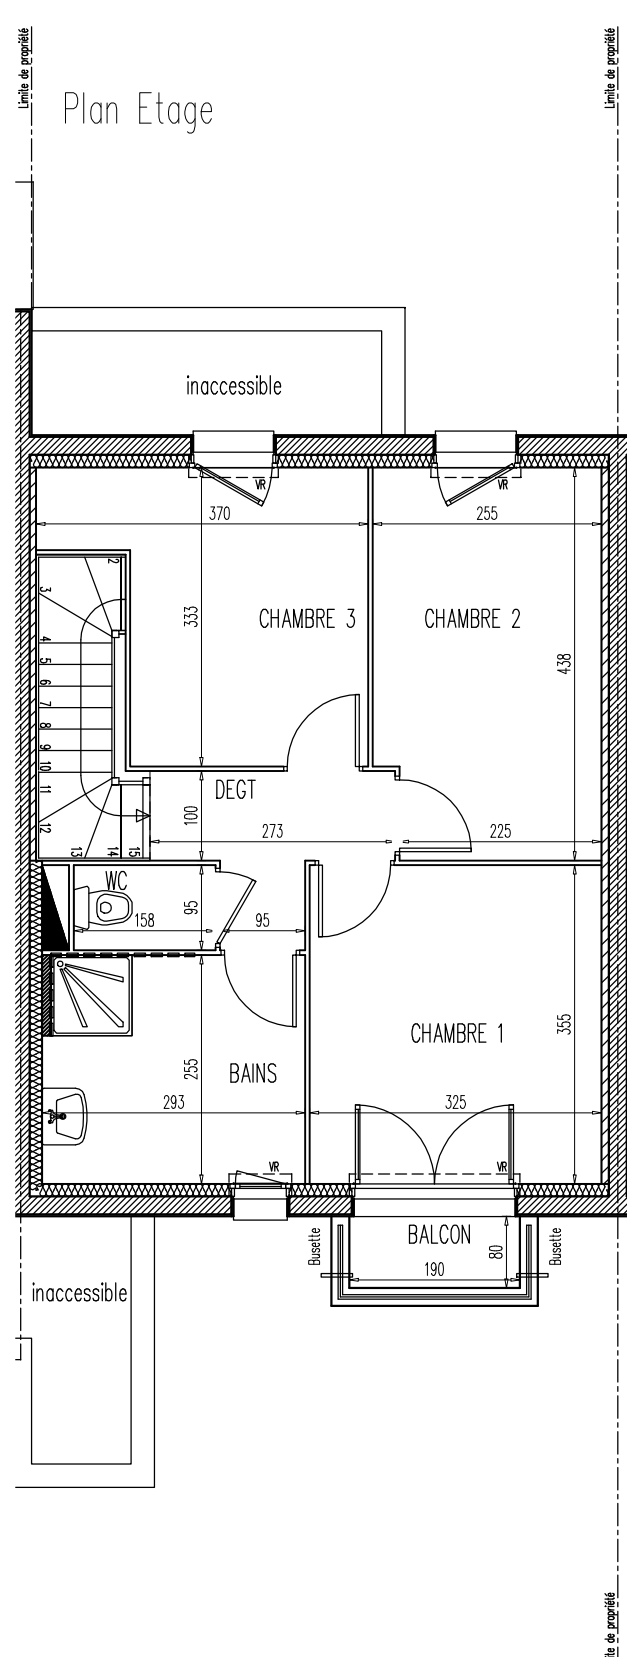 Limite de propriété
Limite de propriété
Plan Etage
inaccessible
VR
VR
370
255
333
CHAMBRE 3
CHAMBRE 2
438
2
3
4
5
6
7
8
9
10
11
12
13
14
15
DEGT
100
273
225
WC
158
95
95
CHAMBRE 1
355
255
BAINS
293
325
VR
VR
Busette
BALCON
80
190
Busette
inaccessible
ite de propriété